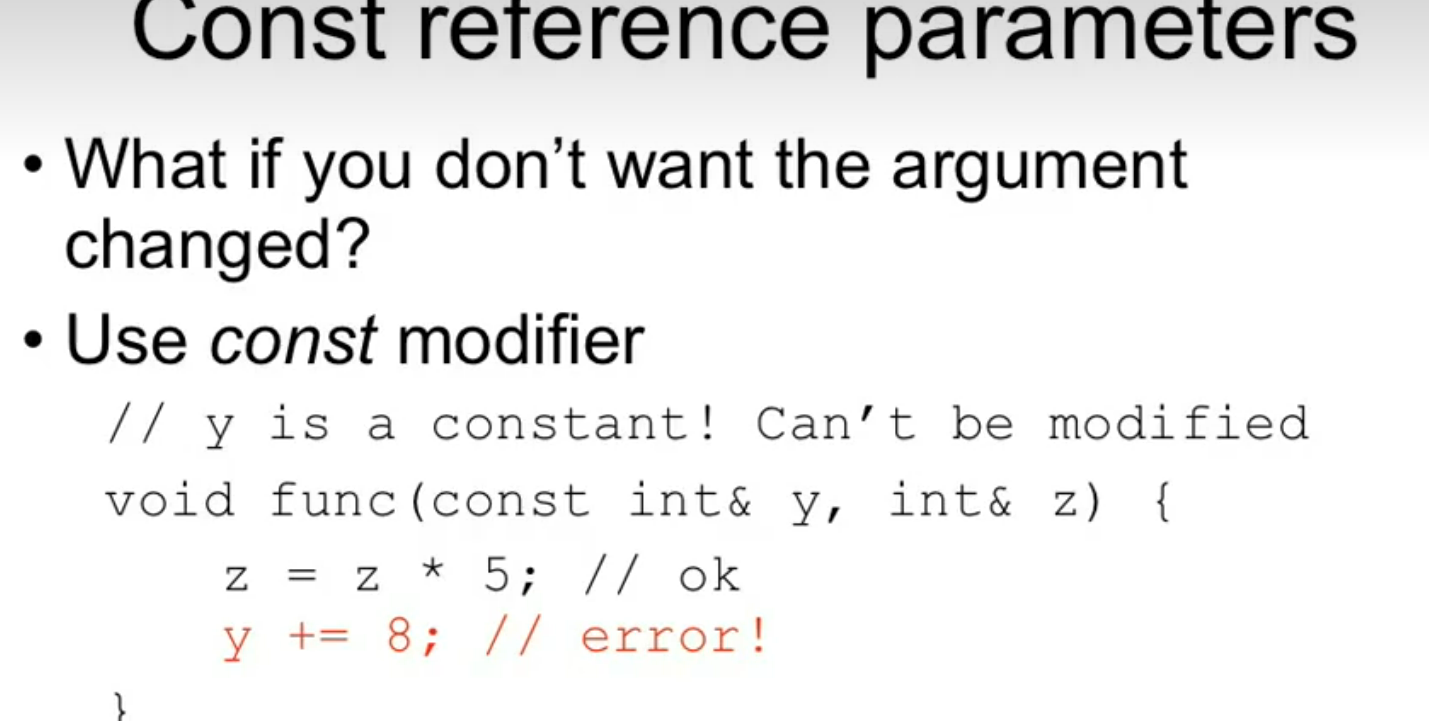 Const reference parameters
• What if you don’t want the argument
changed?
• Use const modifier
// y is a constant! Can’t be modified
void func(const int& y, int& z) {
z = z * 5; // ok
y += 8; // error!
}